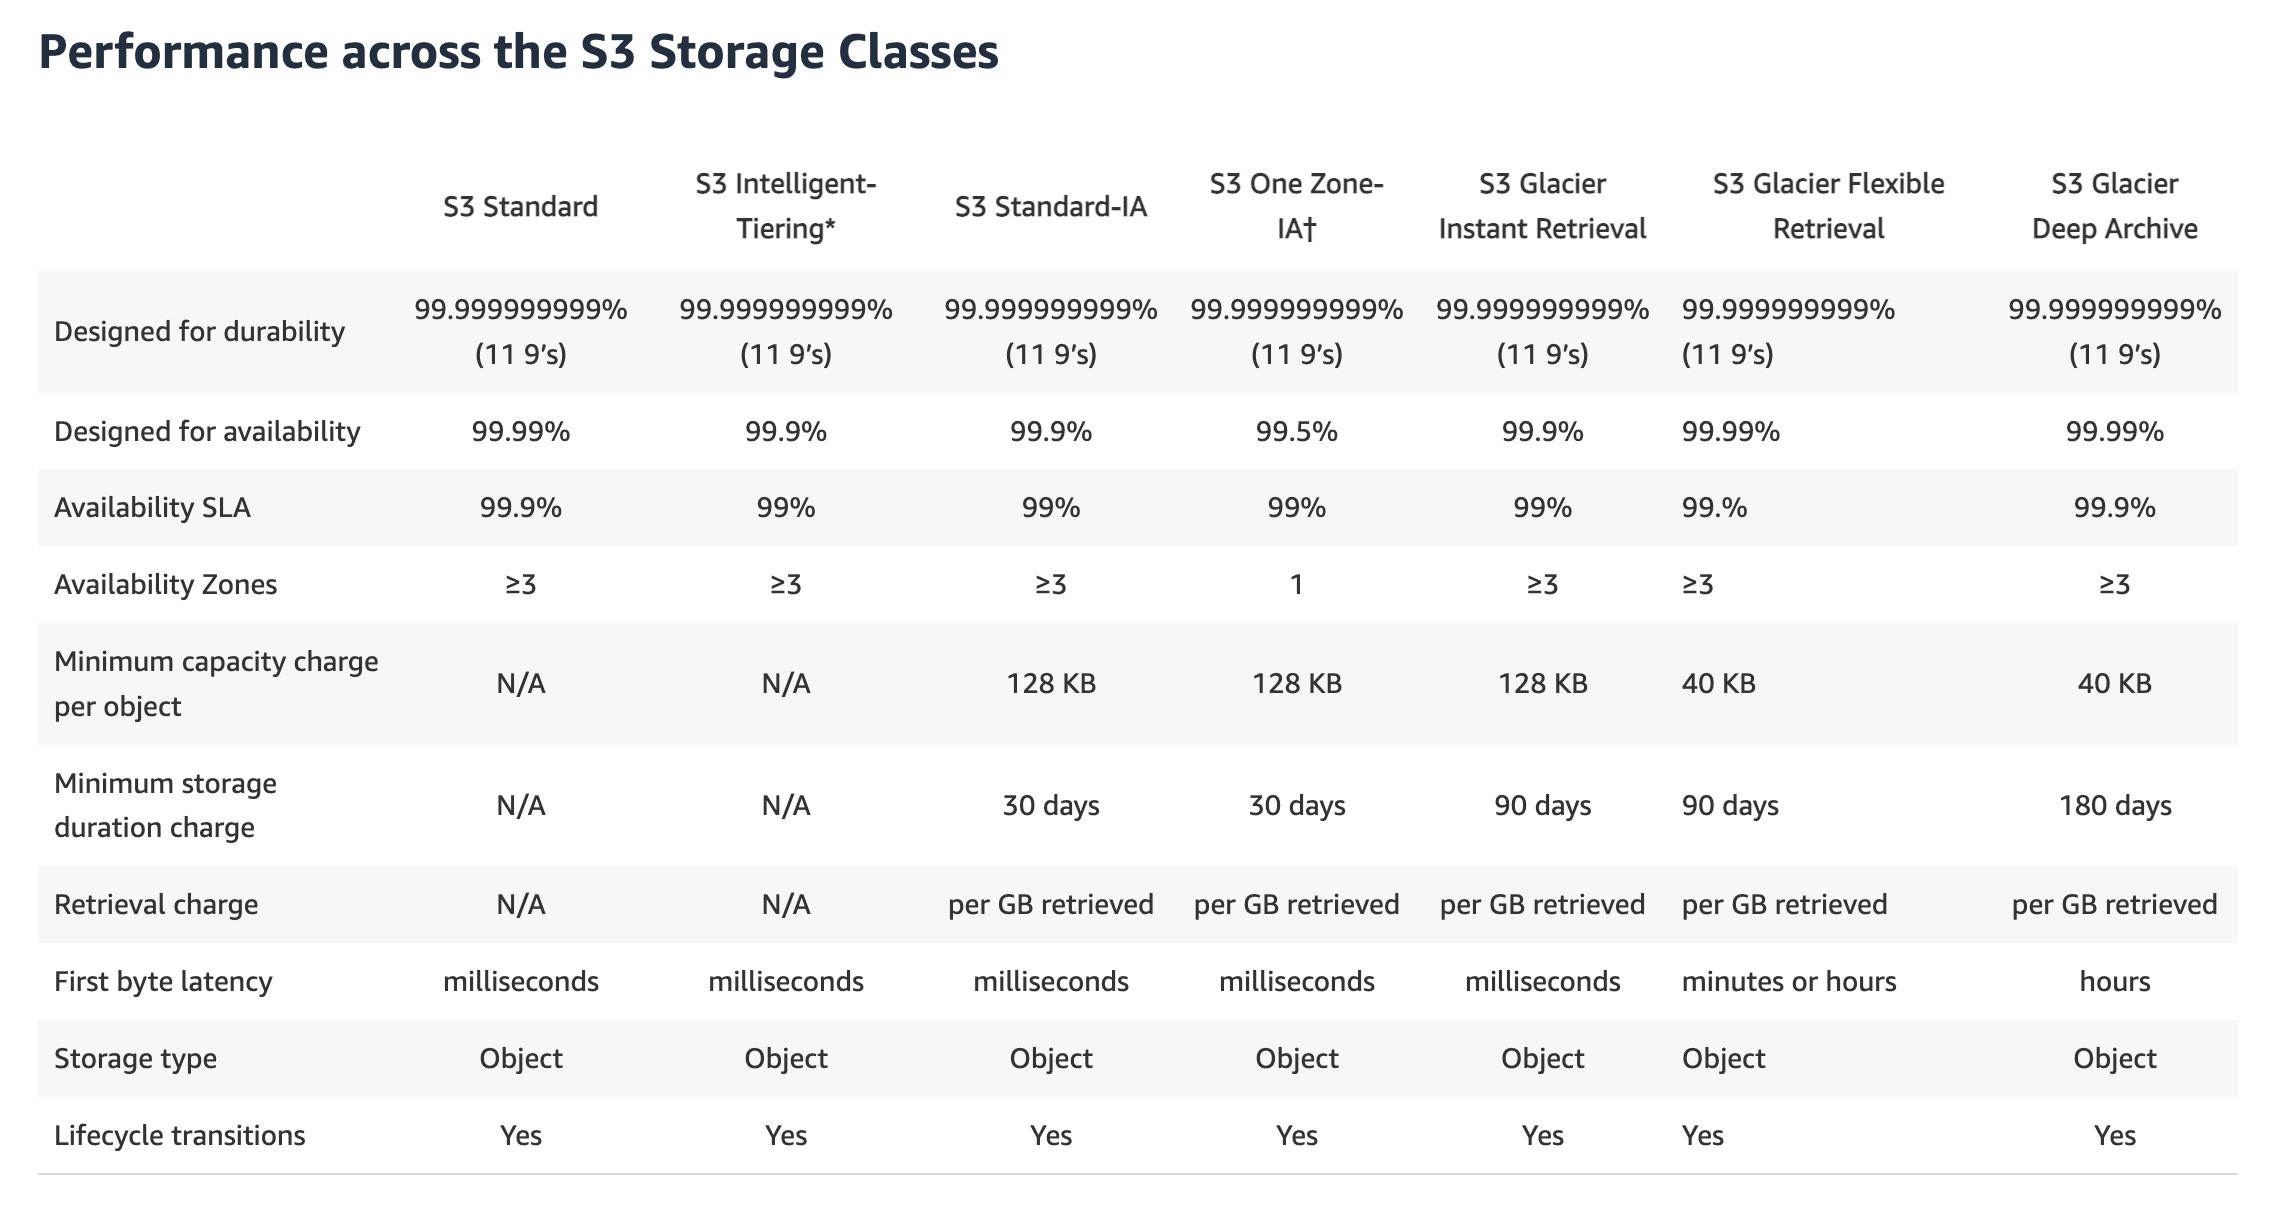 Performance across the S3 Storage Classes
S3 Standard
S3 Intelligent-
Tiering*
S3 Standard-IA
S3 One Zone-
IA†
S3 Glacier
Instant Retrieval
S3 Glacier Flexible
Retrieval
S3 Glacier
Deep Archive
Designed for durability
99.999999999%
(11 9’s)
99.999999999%
(11 9’s)
99.999999999%
(11 9’s)
99.999999999%
(11 9’s)
99.999999999%
(11 9’s)
99.999999999%
(11 9’s)
99.999999999%
(11 9’s)
Designed for availability 99.99% 99.9% 99.9% 99.5% 99.9% 99.99% 99.99%
Availability SLA 99.9% 99% 99% 99% 99% 99.% 99.9%
Availability Zones ≥3 ≥3 ≥3 1 ≥3 ≥3 ≥3
Minimum capacity charge
per object
N/A N/A 128 KB 128 KB 128 KB 40 KB 40 KB
Minimum storage
duration charge
N/A N/A 30 days 30 days 90 days 90 days 180 days
Retrieval charge N/A N/A per GB retrieved per GB retrieved per GB retrieved per GB retrieved per GB retrieved
First byte latency milliseconds milliseconds milliseconds milliseconds milliseconds minutes or hours hours
Storage type Object Object Object Object Object Object Object
Lifecycle transitions Yes Yes Yes Yes Yes Yes Yes